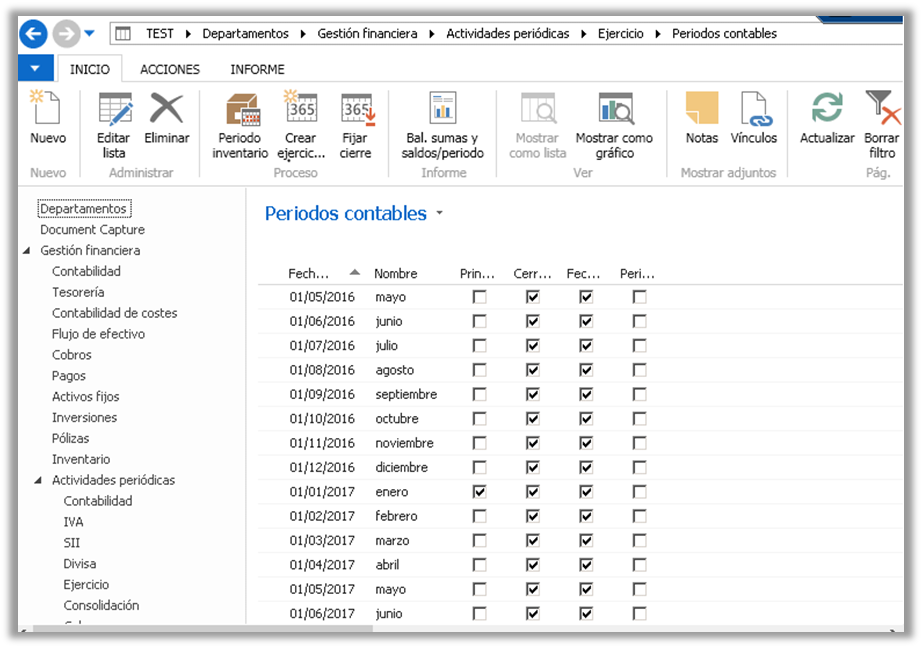 TEST ▸ Departamentos ▸ Gestión financiera ▸ Actividades periódicas ▸ Ejercicio ▸ Periodos contables
INICIO ACCIONES INFORME
Nuevo
Editar lista
Eliminar
Periodo inventario
Crear ejercic...
Fijar cierre
Bal. sumas y saldos/periodo
Mostrar como lista
Mostrar como gráfico
Notas
Vínculos
Actualizar
Borrar filtro
Nuevo Administrar Proceso Informe Ver Mostrar adjuntos Pág.
Departamentos
Document Capture
Gestión financiera
Contabilidad
Tesorería
Contabilidad de costes
Flujo de efectivo
Cobros
Pagos
Activos fijos
Inversiones
Pólizas
Inventario
Actividades periódicas
Contabilidad
IVA
SII
Divisa
Ejercicio
Consolidación
Periodos contables
Fech... Nombre Prin... Cerr... Fec... Peri...
01/05/2016 mayo
01/06/2016 junio
01/07/2016 julio
01/08/2016 agosto
01/09/2016 septiembre
01/10/2016 octubre
01/11/2016 noviembre
01/12/2016 diciembre
01/01/2017 enero
01/02/2017 febrero
01/03/2017 marzo
01/04/2017 abril
01/05/2017 mayo
01/06/2017 junio